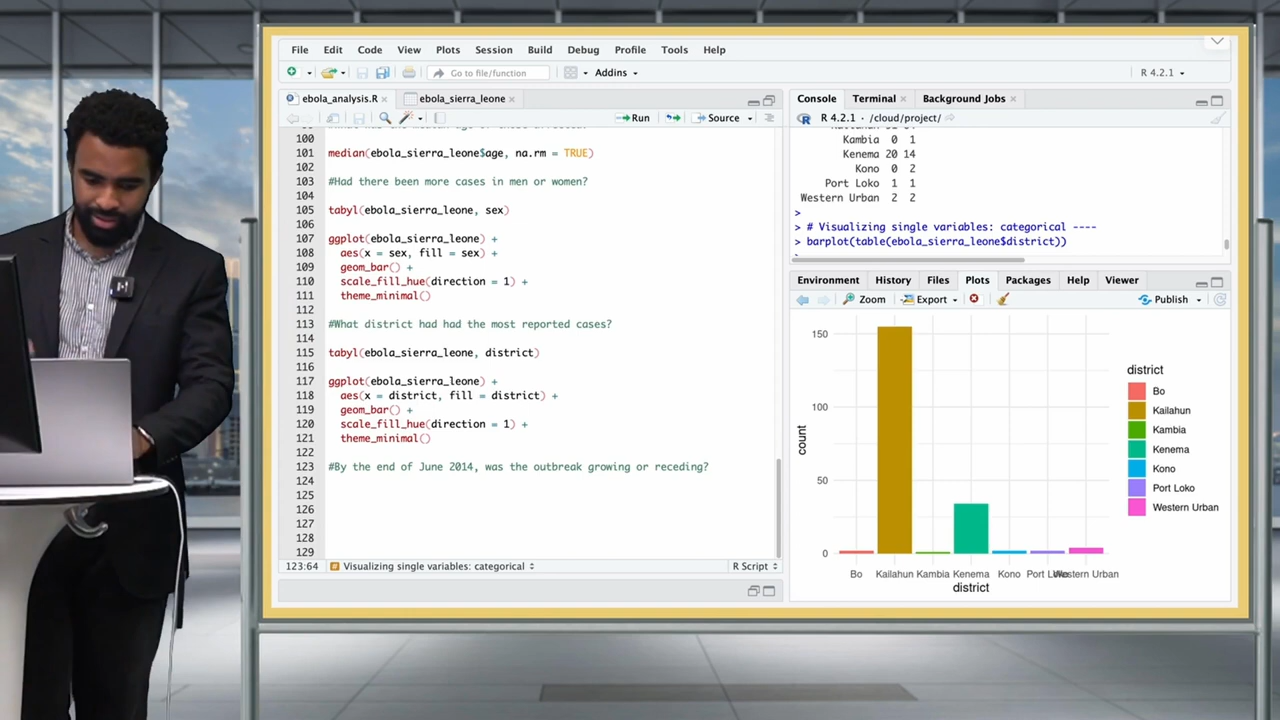 File Edit Code View Plots Session Build Debug Profile Tools Help
Go to file/function Addins R 4.2.1
ebola_analysis.R ebola_sierra_leone
Run Source
100
101 median(ebola_sierra_leone$age, na.rm = TRUE)
102
103 #Had there been more cases in men or women?
104
105 tabyl(ebola_sierra_leone, sex)
106
107 ggplot(ebola_sierra_leone) +
108 aes(x = sex, fill = sex) +
109 geom_bar() +
110 scale_fill_hue(direction = 1) +
111 theme_minimal()
112
113 #What district had had the most reported cases?
114
115 tabyl(ebola_sierra_leone, district)
116
117 ggplot(ebola_sierra_leone) +
118 aes(x = district, fill = district) +
119 geom_bar() +
120 scale_fill_hue(direction = 1) +
121 theme_minimal()
122
123 #By the end of June 2014, was the outbreak growing or receding?
124
125
126
127
128
129
123:64 Visualizing single variables: categorical R Script
Console Terminal Background Jobs
R 4.2.1 · /cloud/project/
Kambia 0 1
Kenema 20 14
Kono 0 2
Port Loko 1 1
Western Urban 2 2
>
> # Visualizing single variables: categorical ----
> barplot(table(ebola_sierra_leone$district))
Environment History Files Plots Packages Help Viewer
Zoom Export Publish
150
100
50
0
count
Bo Kailahun Kambia Kenema Kono Port Western Urban
district
district
Bo
Kailahun
Kambia
Kenema
Kono
Port Loko
Western Urban